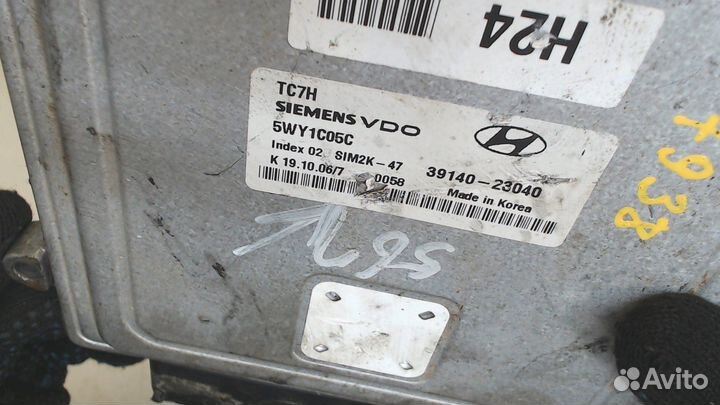 H24
TC7H
SIEMENS VDO
5WY1C05C
Index 02 SIM2K-47
39140-23040
K 19.10.06/7 0058
Made in Korea
Avito